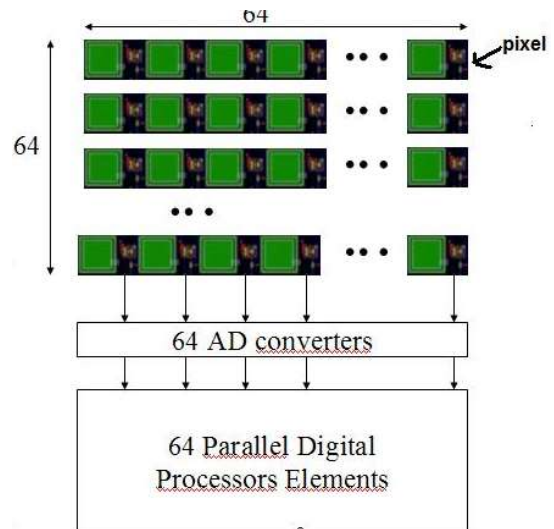 64
pixel
64
64 AD converters
64 Parallel Digital
Processors Elements